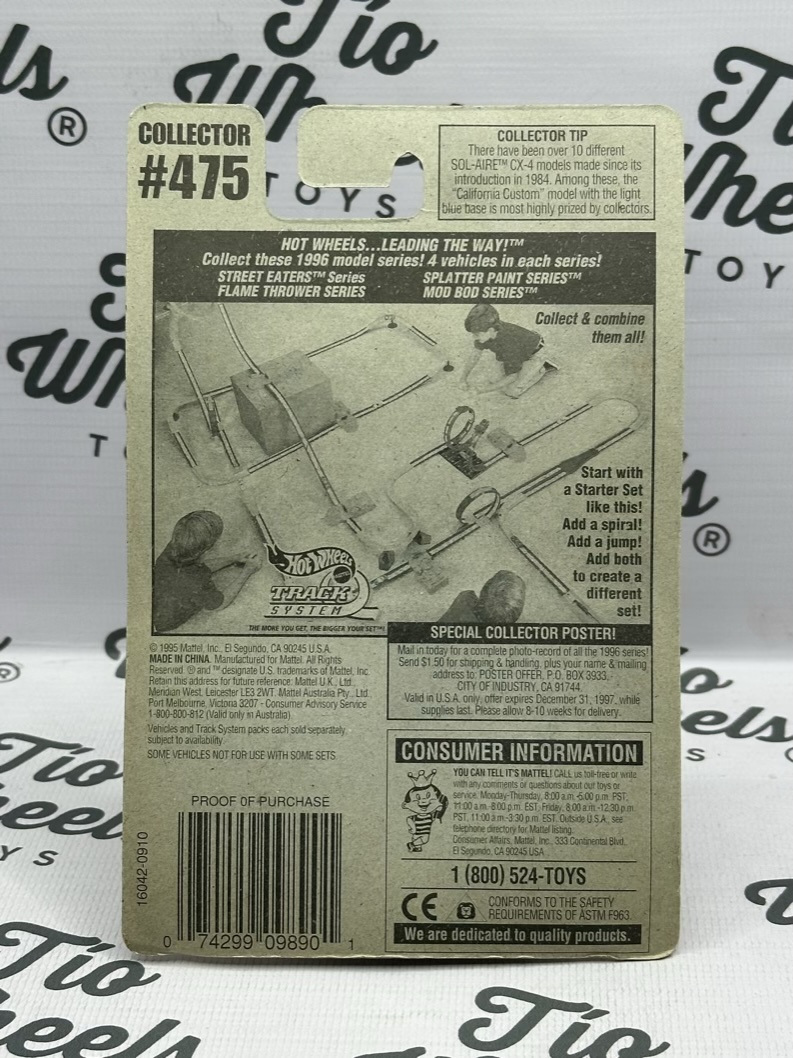 Tío
Wheels
®
TOYS
COLLECTOR
#475
COLLECTOR TIP
There have been over 10 different
SOL-AIRE™ CX-4 models made since its
introduction in 1984. Among these, the
"California Custom" model with the light
blue base is most highly prized by collectors.
HOT WHEELS...LEADING THE WAY!™
Collect these 1996 model series! 4 vehicles in each series!
STREET EATERS™ Series SPLATTER PAINT SERIES™
FLAME THROWER SERIES MOD BOD SERIES™
Collect & combine
them all!
Start with
a Starter Set
like this!
Add a spiral!
Add a jump!
Add both
to create a
different
set!
HOT WHEELS
TRACK
SYSTEM
THE MORE YOU GET, THE BIGGER YOUR SET™
SPECIAL COLLECTOR POSTER!
Mail in today for a complete photo-record of all the 1996 series!
Send $1.50 for shipping & handling, plus your name & mailing
address to: POSTER OFFER, P.O. BOX 3933,
CITY OF INDUSTRY, CA 91744.
Valid in U.S.A. only, offer expires December 31, 1997, while
supplies last. Please allow 8-10 weeks for delivery.
© 1995 Mattel, Inc., El Segundo, CA 90245 U.S.A.
MADE IN CHINA. Manufactured for Mattel. All Rights
Reserved. ® and ™ designate U.S. trademarks of Mattel, Inc.
Retain this address for future reference: Mattel U.K., Ltd.
Meridian West, Leicester LE3 2WT. Mattel Australia Pty., Ltd.
Port Melbourne, Victoria 3207 - Consumer Advisory Service
1-800-800-812 (Valid only in Australia)
Vehicles and Track System packs each sold separately,
subject to availability.
SOME VEHICLES NOT FOR USE WITH SOME SETS
CONSUMER INFORMATION
YOU CAN TELL IT'S MATTEL! CALL us toll-free or write
with any comments or questions about our toys or
service. Monday-Thursday, 8:00 a.m.-5:00 p.m. PST,
11:00 a.m.-8:00 p.m. EST; Friday, 8:00 a.m.-12:30 p.m.
PST, 11:00 a.m.-3:30 p.m. EST. Outside U.S.A., see
telephone directory for Mattel listing.
Consumer Affairs, Mattel, Inc. 333 Continental Blvd.,
El Segundo, CA 90245 USA
1 (800) 524-TOYS
CE
CONFORMS TO THE SAFETY
REQUIREMENTS OF ASTM F963.
We are dedicated to quality products.
PROOF OF PURCHASE
16042-0910
0 74299 09890 1